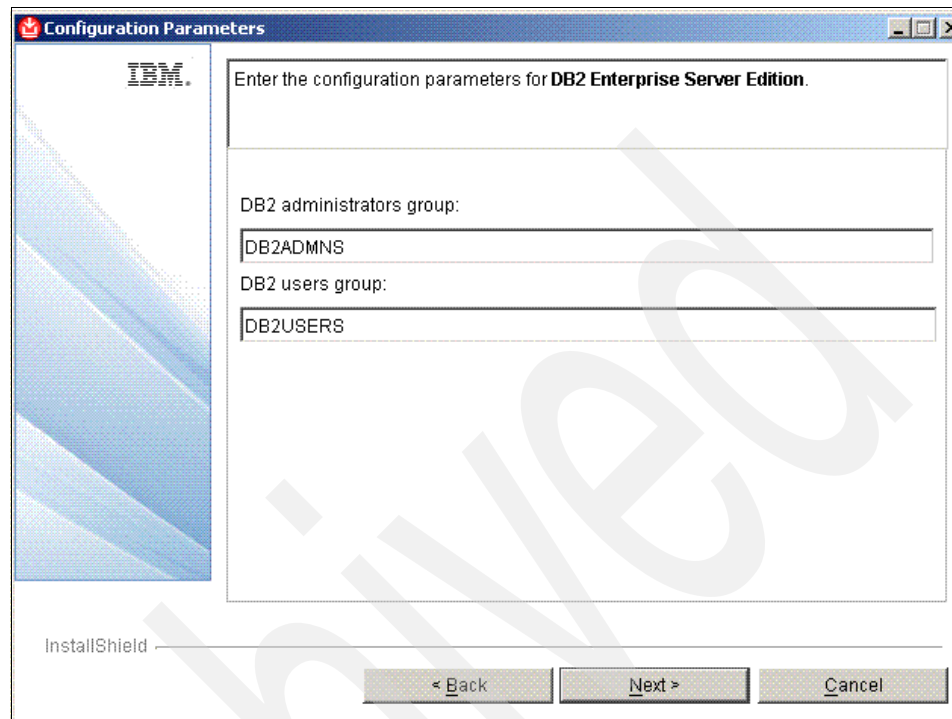 Configuration Parameters
IBM.
Enter the configuration parameters for DB2 Enterprise Server Edition.
DB2 administrators group:
DB2ADMNS
DB2 users group:
DB2USERS
InstallShield
< Back
Next >
Cancel
hived